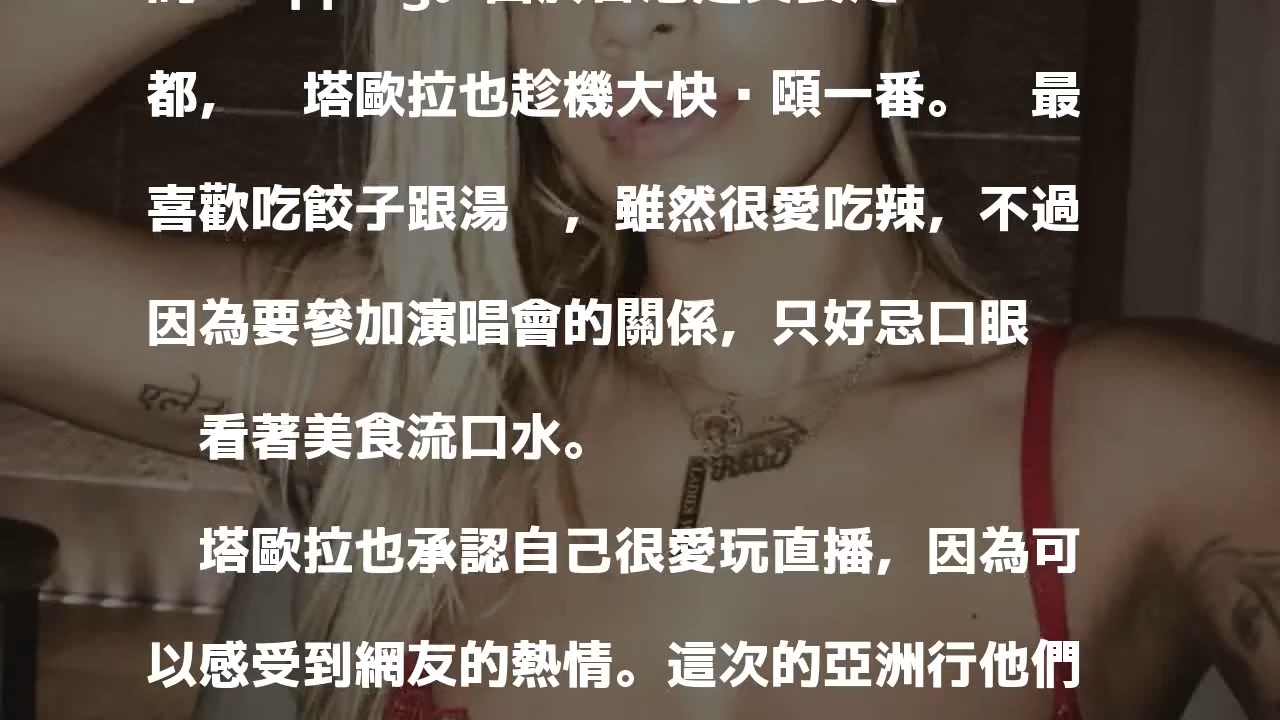 都,　塔歐拉也趁機大快·頤一番。　最
喜歡吃餃子跟湯　, 雖然很愛吃辣, 不過
因為要參加演唱會的關係, 只好忌口眼
看著美食流口水。
塔歐拉也承認自己很愛玩直播, 因為可
以感受到網友的熱情。這次的亞洲行他們